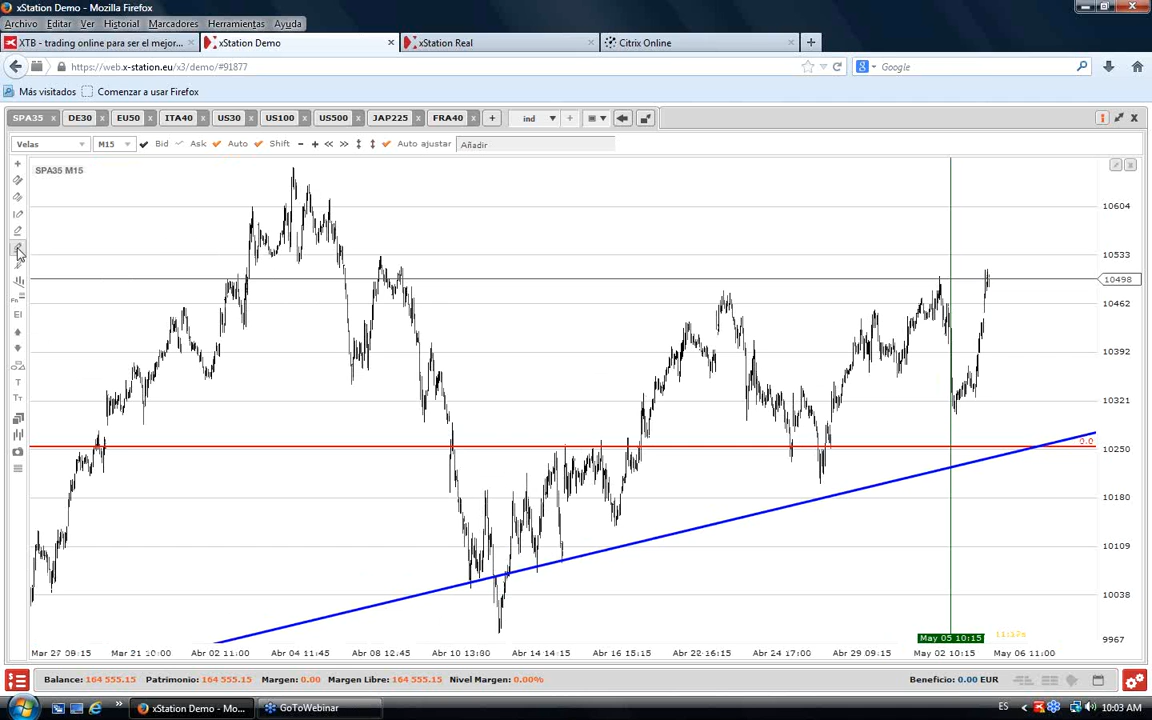 xStation Demo - Mozilla Firefox
Archivo Editar Ver Historial Marcadores Herramientas Ayuda
XTB - trading online para ser el mejor... xStation Demo xStation Real Citrix Online
https://web.x-station.eu/x3/demo/#91877 Google
Más visitados Comenzar a usar Firefox
SPA35 DE30 EU50 ITA40 US30 US100 US500 JAP225 FRA40 + ind +
Velas M15 Bid Ask Auto Shift Auto ajustar Añadir
SPA35 M15
10604
10533
10498
10462
10392
10321
0.0
10250
10180
10109
10038
9967
May 05 10:15
Mar 27 09:15 Mar 21 10:00 Abr 02 11:00 Abr 04 11:45 Abr 08 12:45 Abr 10 13:00 Abr 14 14:15 Abr 16 15:15 Abr 22 16:15 Abr 24 17:00 Abr 29 09:15 May 02 10:15 May 06 11:00
Balance: 164 555.15 Patrimonio: 164 555.15 Margen: 0.00 Margen Libre: 164 555.15 Nivel Margen: 0.00% Beneficio: 0.00 EUR
xStation Demo - Mo... GoToWebinar ES 10:03 AM